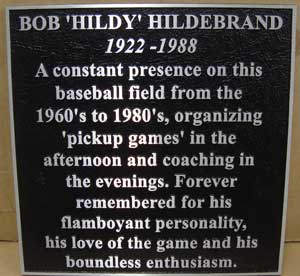 BOB 'HILDY' HILDEBRAND
1922 -1988
A constant presence on this
baseball field from the
1960's to 1980's, organizing
'pickup games' in the
afternoon and coaching in
the evenings. Forever
remembered for his
flamboyant personality,
his love of the game and his
boundless enthusiasm.